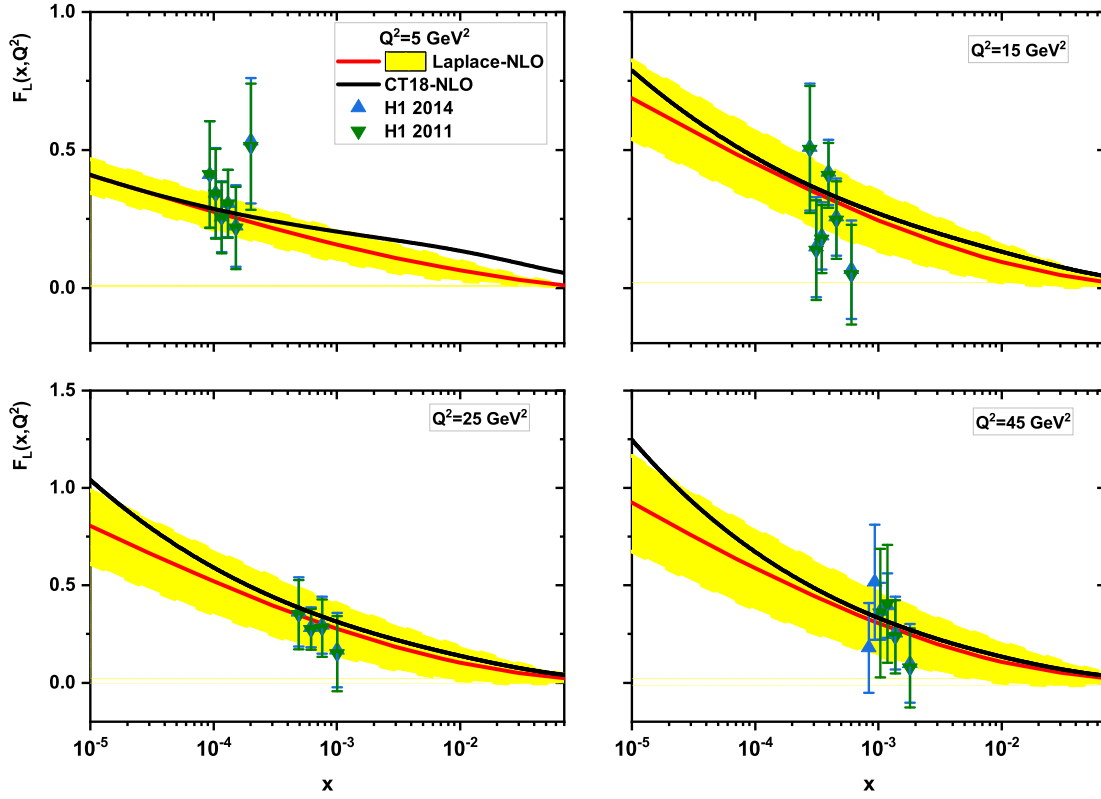 F_L(x,Q²)
1.0
0.5
0.0
Q²=5 GeV²
Laplace-NLO
CT18-NLO
H1 2014
H1 2011
Q²=15 GeV²
F_L(x,Q²)
1.5
1.0
0.5
0.0
Q²=25 GeV²
Q²=45 GeV²
10⁻⁵ 10⁻⁴ 10⁻³ 10⁻²
10⁻⁵ 10⁻⁴ 10⁻³ 10⁻²
x
x